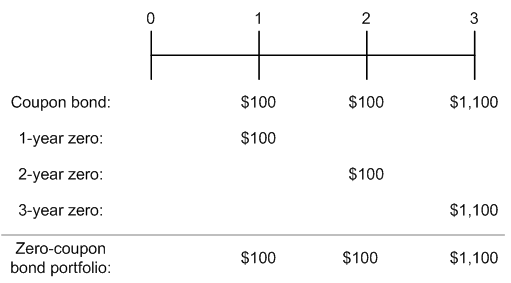 0 1 2 3
Coupon bond: $100 $100 $1,100
1-year zero: $100
2-year zero: $100
3-year zero: $1,100
Zero-coupon
bond portfolio: $100 $100 $1,100